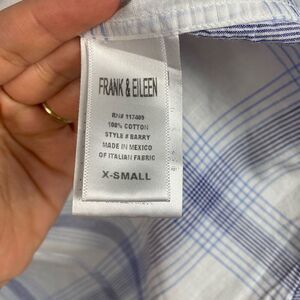 FRANK & EILEEN
RN# 117409
100% COTTON
STYLE # BARRY
MADE IN MEXICO
OF ITALIAN FABRIC
X-SMALL